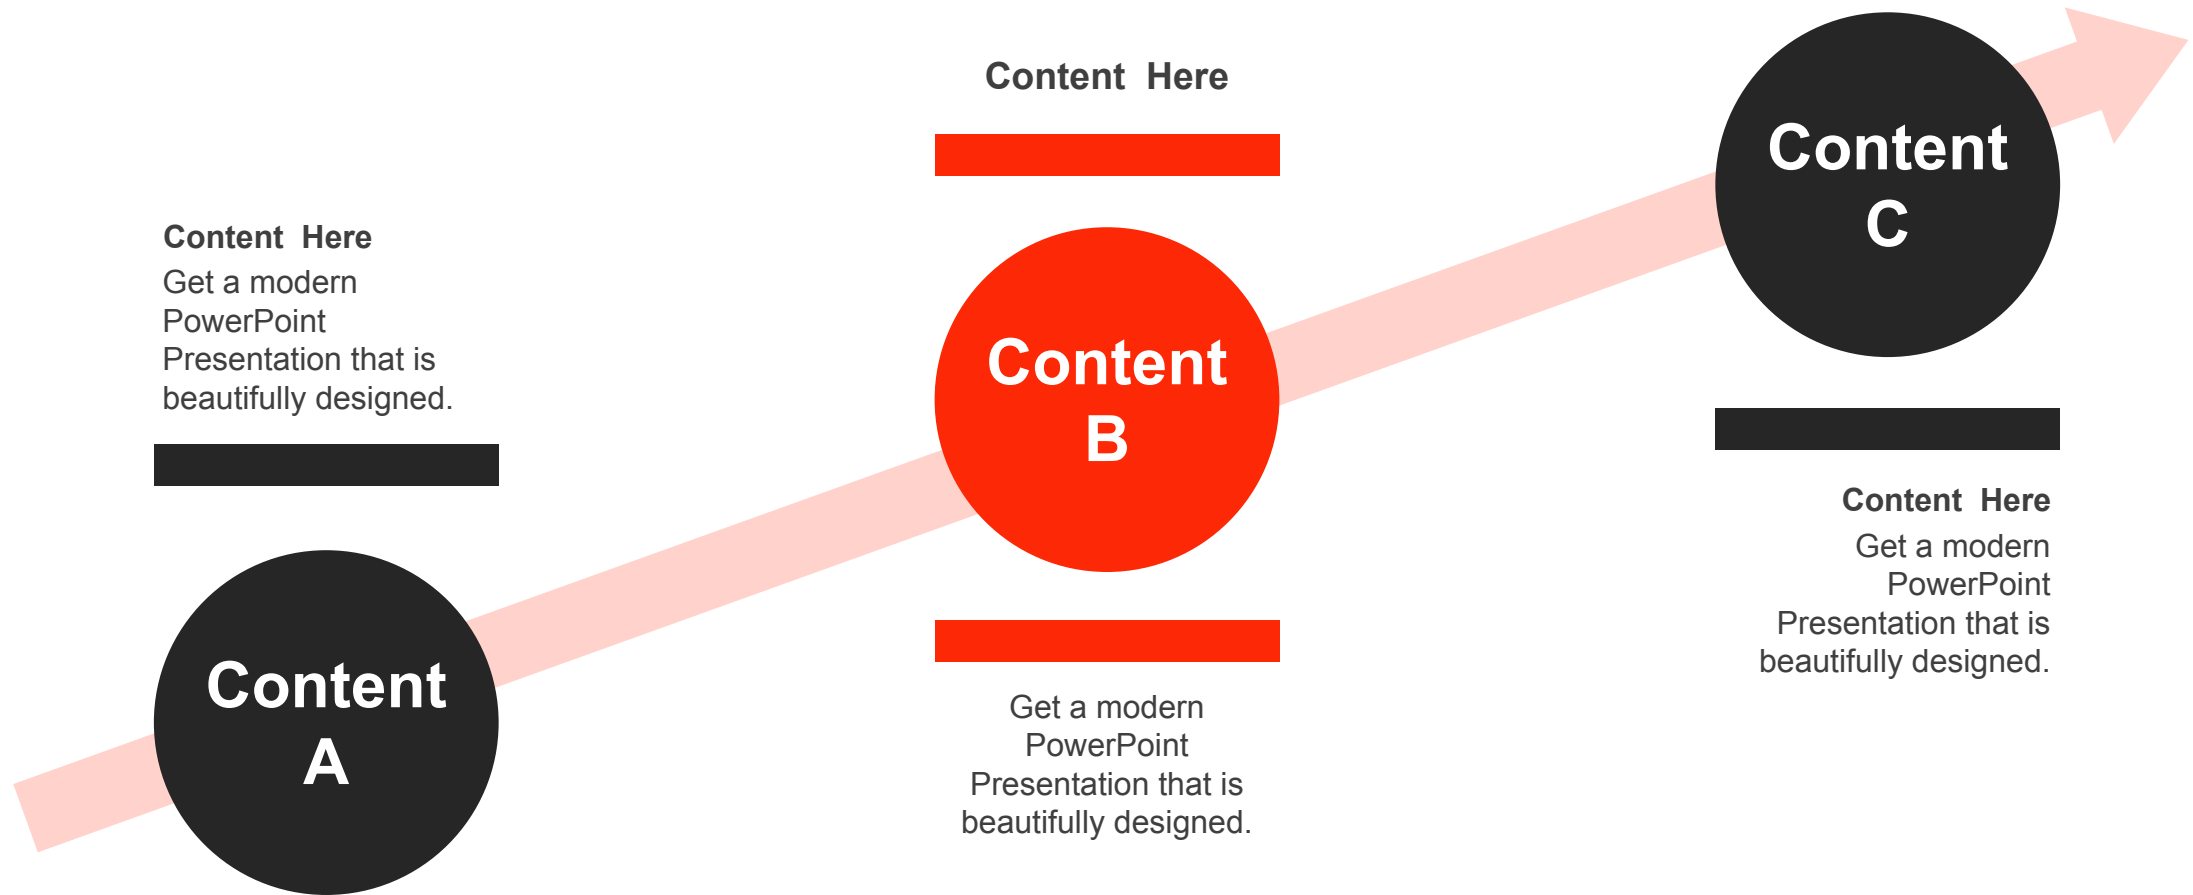 Content Here
Get a modern
PowerPoint
Presentation that is
beautifully designed.
Content
A
Content Here
Content
B
Get a modern
PowerPoint
Presentation that is
beautifully designed.
Content
C
Content Here
Get a modern
PowerPoint
Presentation that is
beautifully designed.